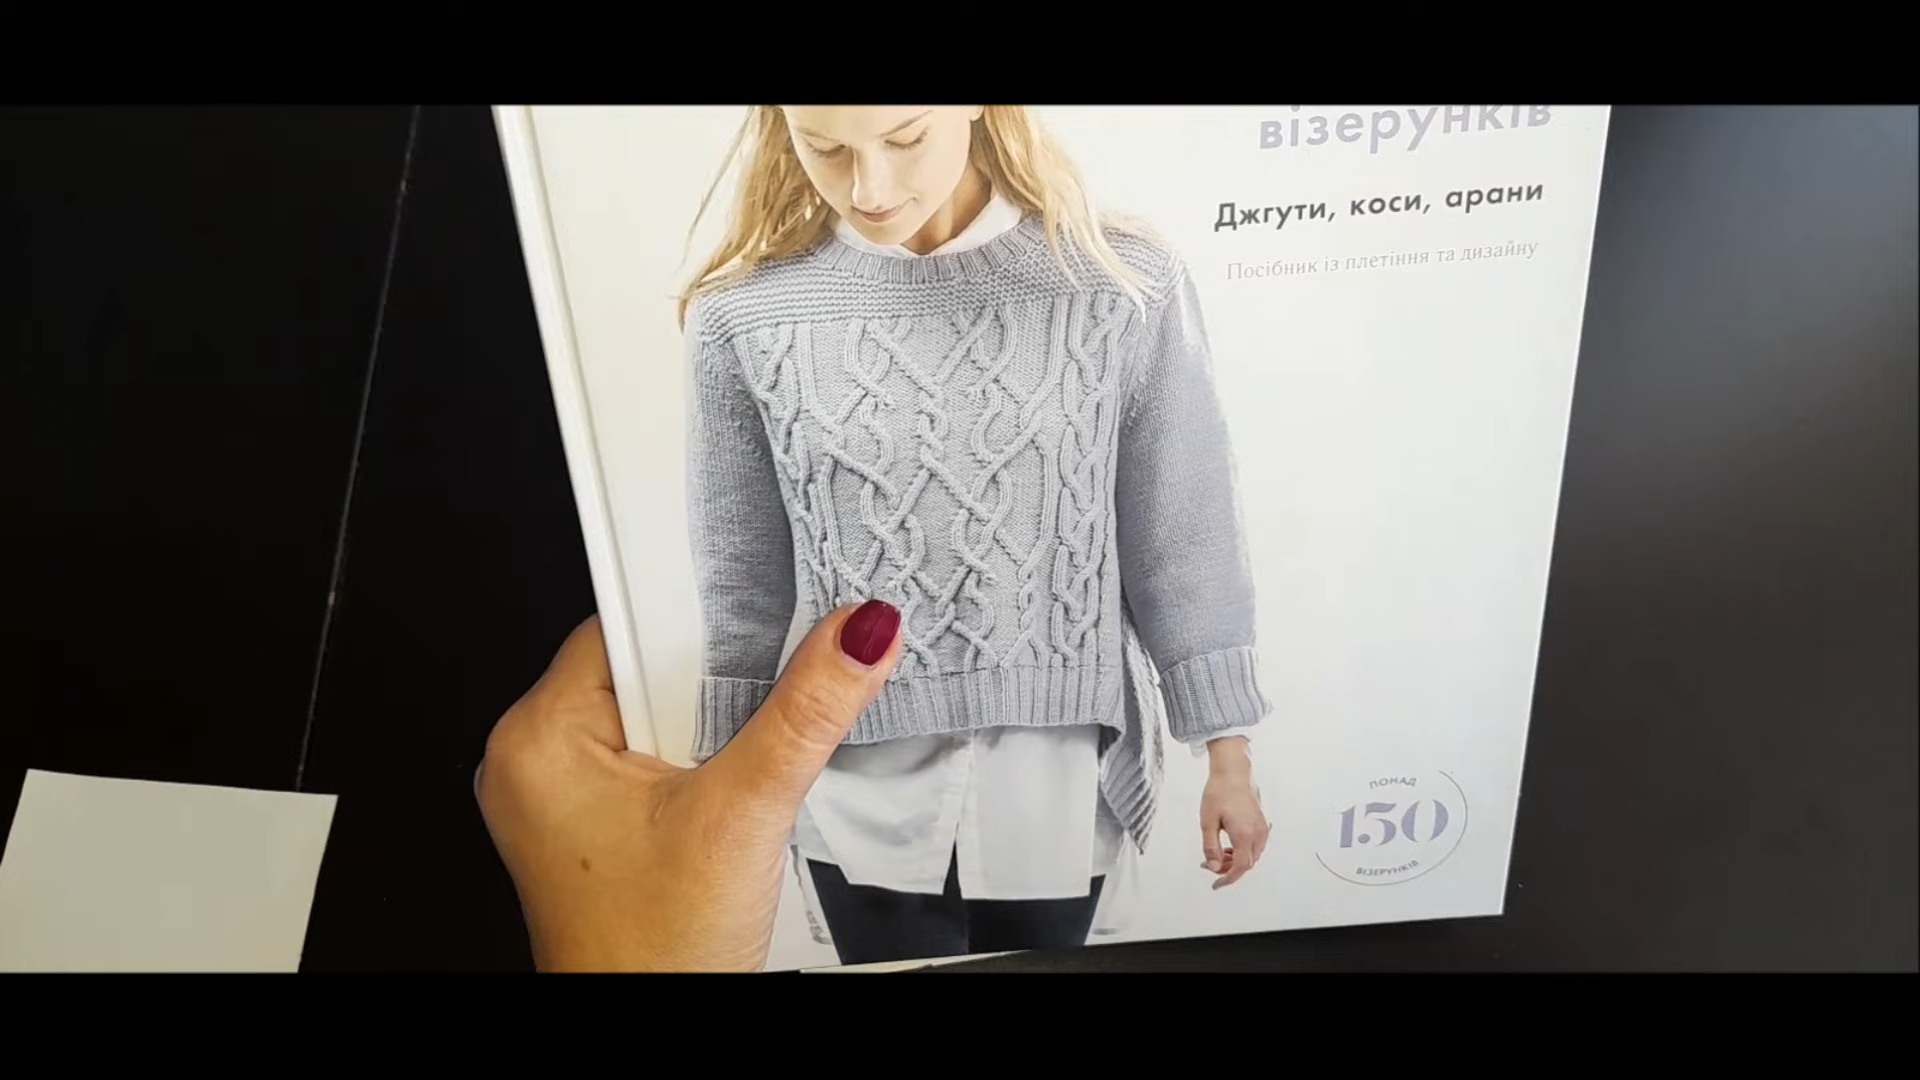 візерунків
Джгути, коси, арани
Посібник із плетіння та дизайну
ПОНАД
150
ВІЗЕРУНКІВ